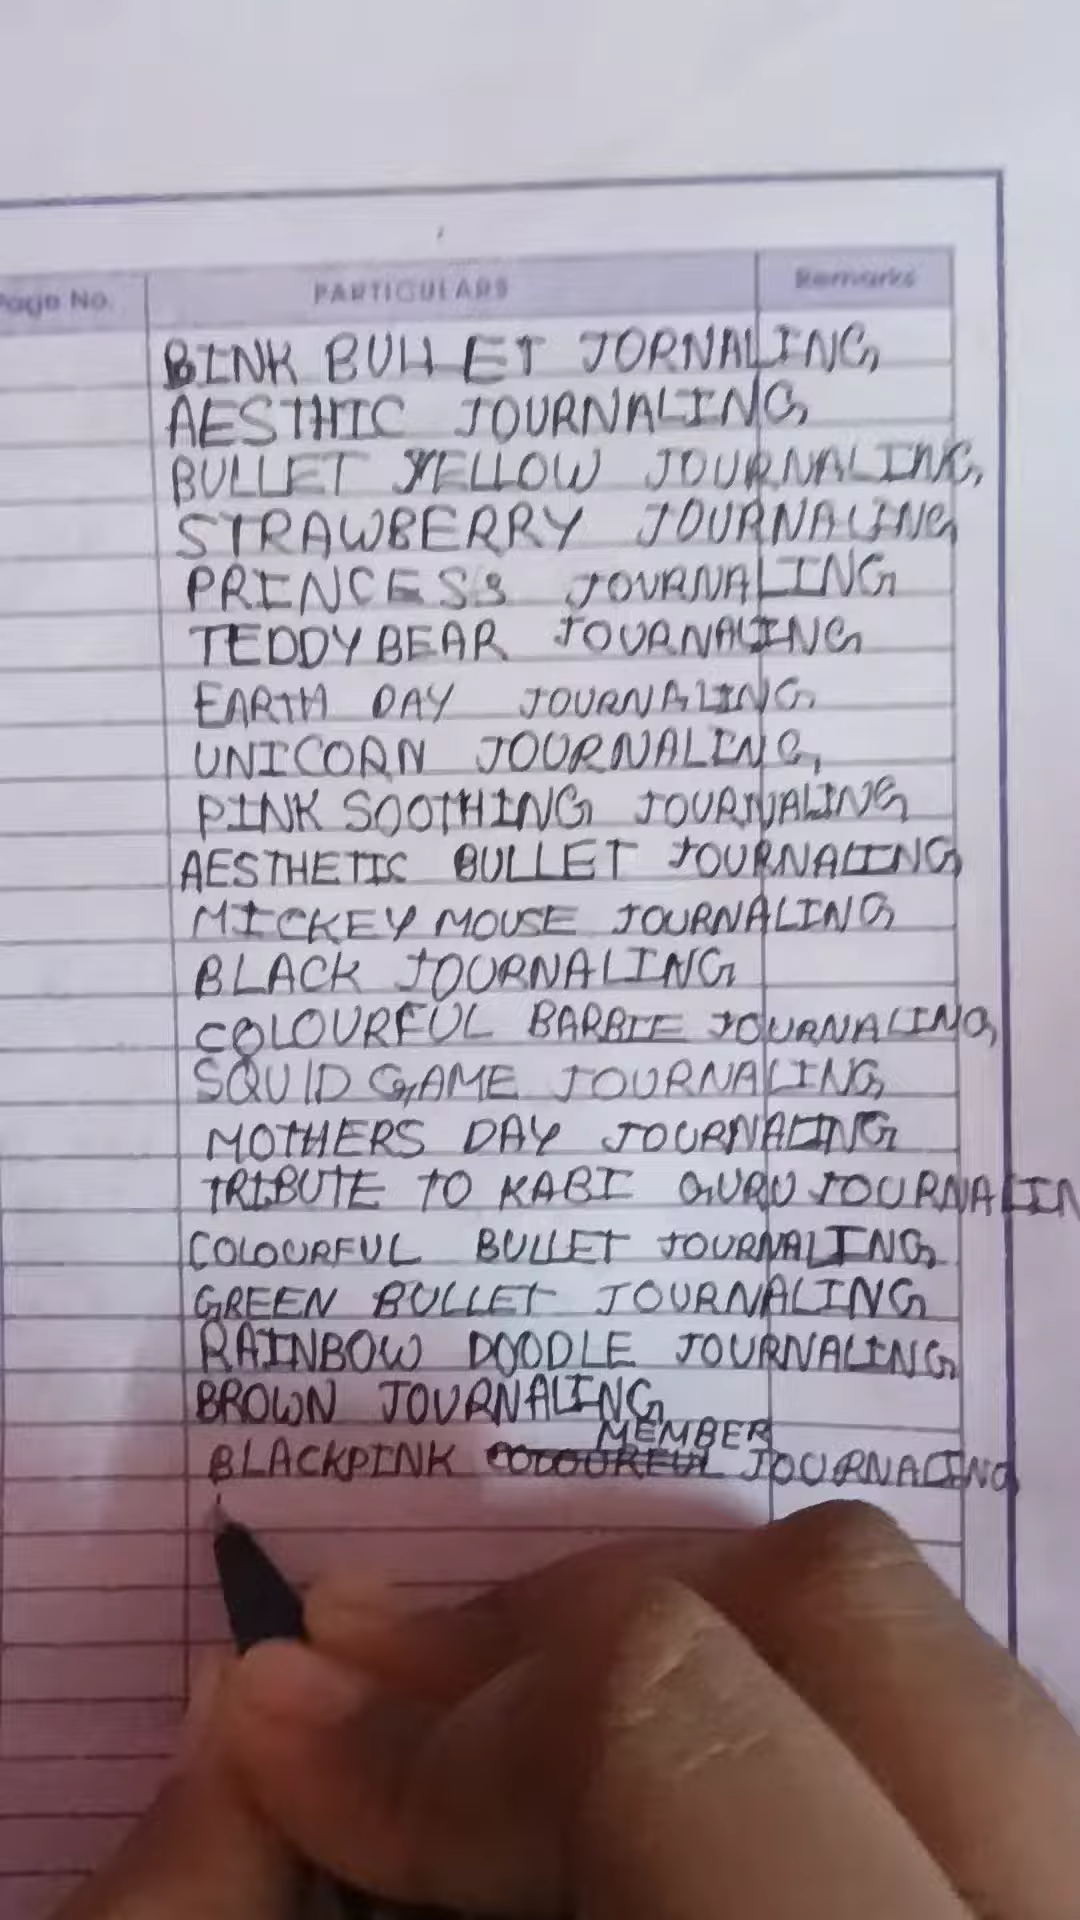 Page No. PARTICULARS Remarks
BINK BULLET JORNALING
AESTHIC JOURNALING
BULLET YELLOW JOURNALING
STRAWBERRY JOURNALING
PRINCESS JOURNALING
TEDDYBEAR JOURNALING
EARTH DAY JOURNALING
UNICORN JOURNALING
PINK SOOTHING JOURNALING
AESTHETIC BULLET JOURNALING
MICKEY MOUSE JOURNALING
BLACK JOURNALING
COLOURFUL BARBIE JOURNALING
SQUID GAME JOURNALING
MOTHERS DAY JOURNALING
TRIBUTE TO KABI GURU JOURNALIN
COLOURFUL BULLET JOURNALING
GREEN BULLET JOURNALING
RAINBOW DOODLE JOURNALING
BROWN JOURNALING
MEMBER
BLACKPINK COLOURFUL JOURNALING